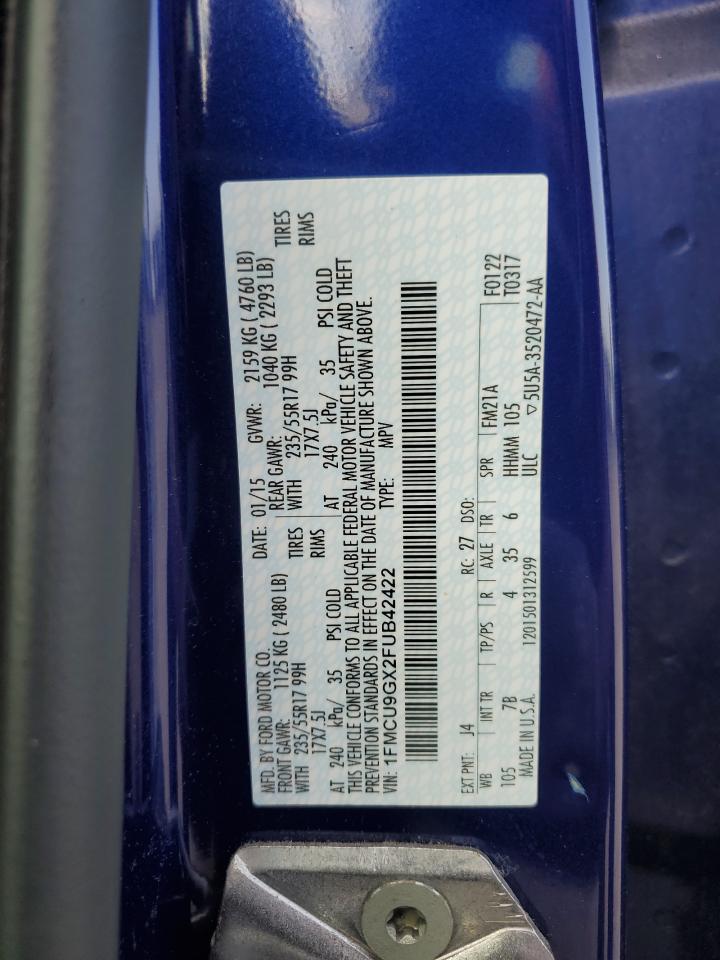 MFD. BY FORD MOTOR CO. DATE: 01/15 GVWR: 2159 KG ( 4760 LB)
FRONT GAWR: 1125 KG ( 2480 LB) REAR GAWR: 1040 KG ( 2293 LB)
WITH 235/55R17 99H TIRES WITH 235/55R17 99H TIRES
17X7.5J RIMS 17X7.5J RIMS
AT 240 kPa/ 35 PSI COLD AT 240 kPa/ 35 PSI COLD
THIS VEHICLE CONFORMS TO ALL APPLICABLE FEDERAL MOTOR VEHICLE SAFETY AND THEFT
PREVENTION STANDARDS IN EFFECT ON THE DATE OF MANUFACTURE SHOWN ABOVE.
VIN: 1FMCU9GX2FUB42422 TYPE: MPV
EXT PNT: J4 RC: 27 DSO: F0122
WB INT TR TP/PS R AXLE TR SPR FM21A T0317
105 7B 4 35 6 HHMM 105
MADE IN U.S.A. 1201501312599 ULC ▽5U5A-3520472-AA